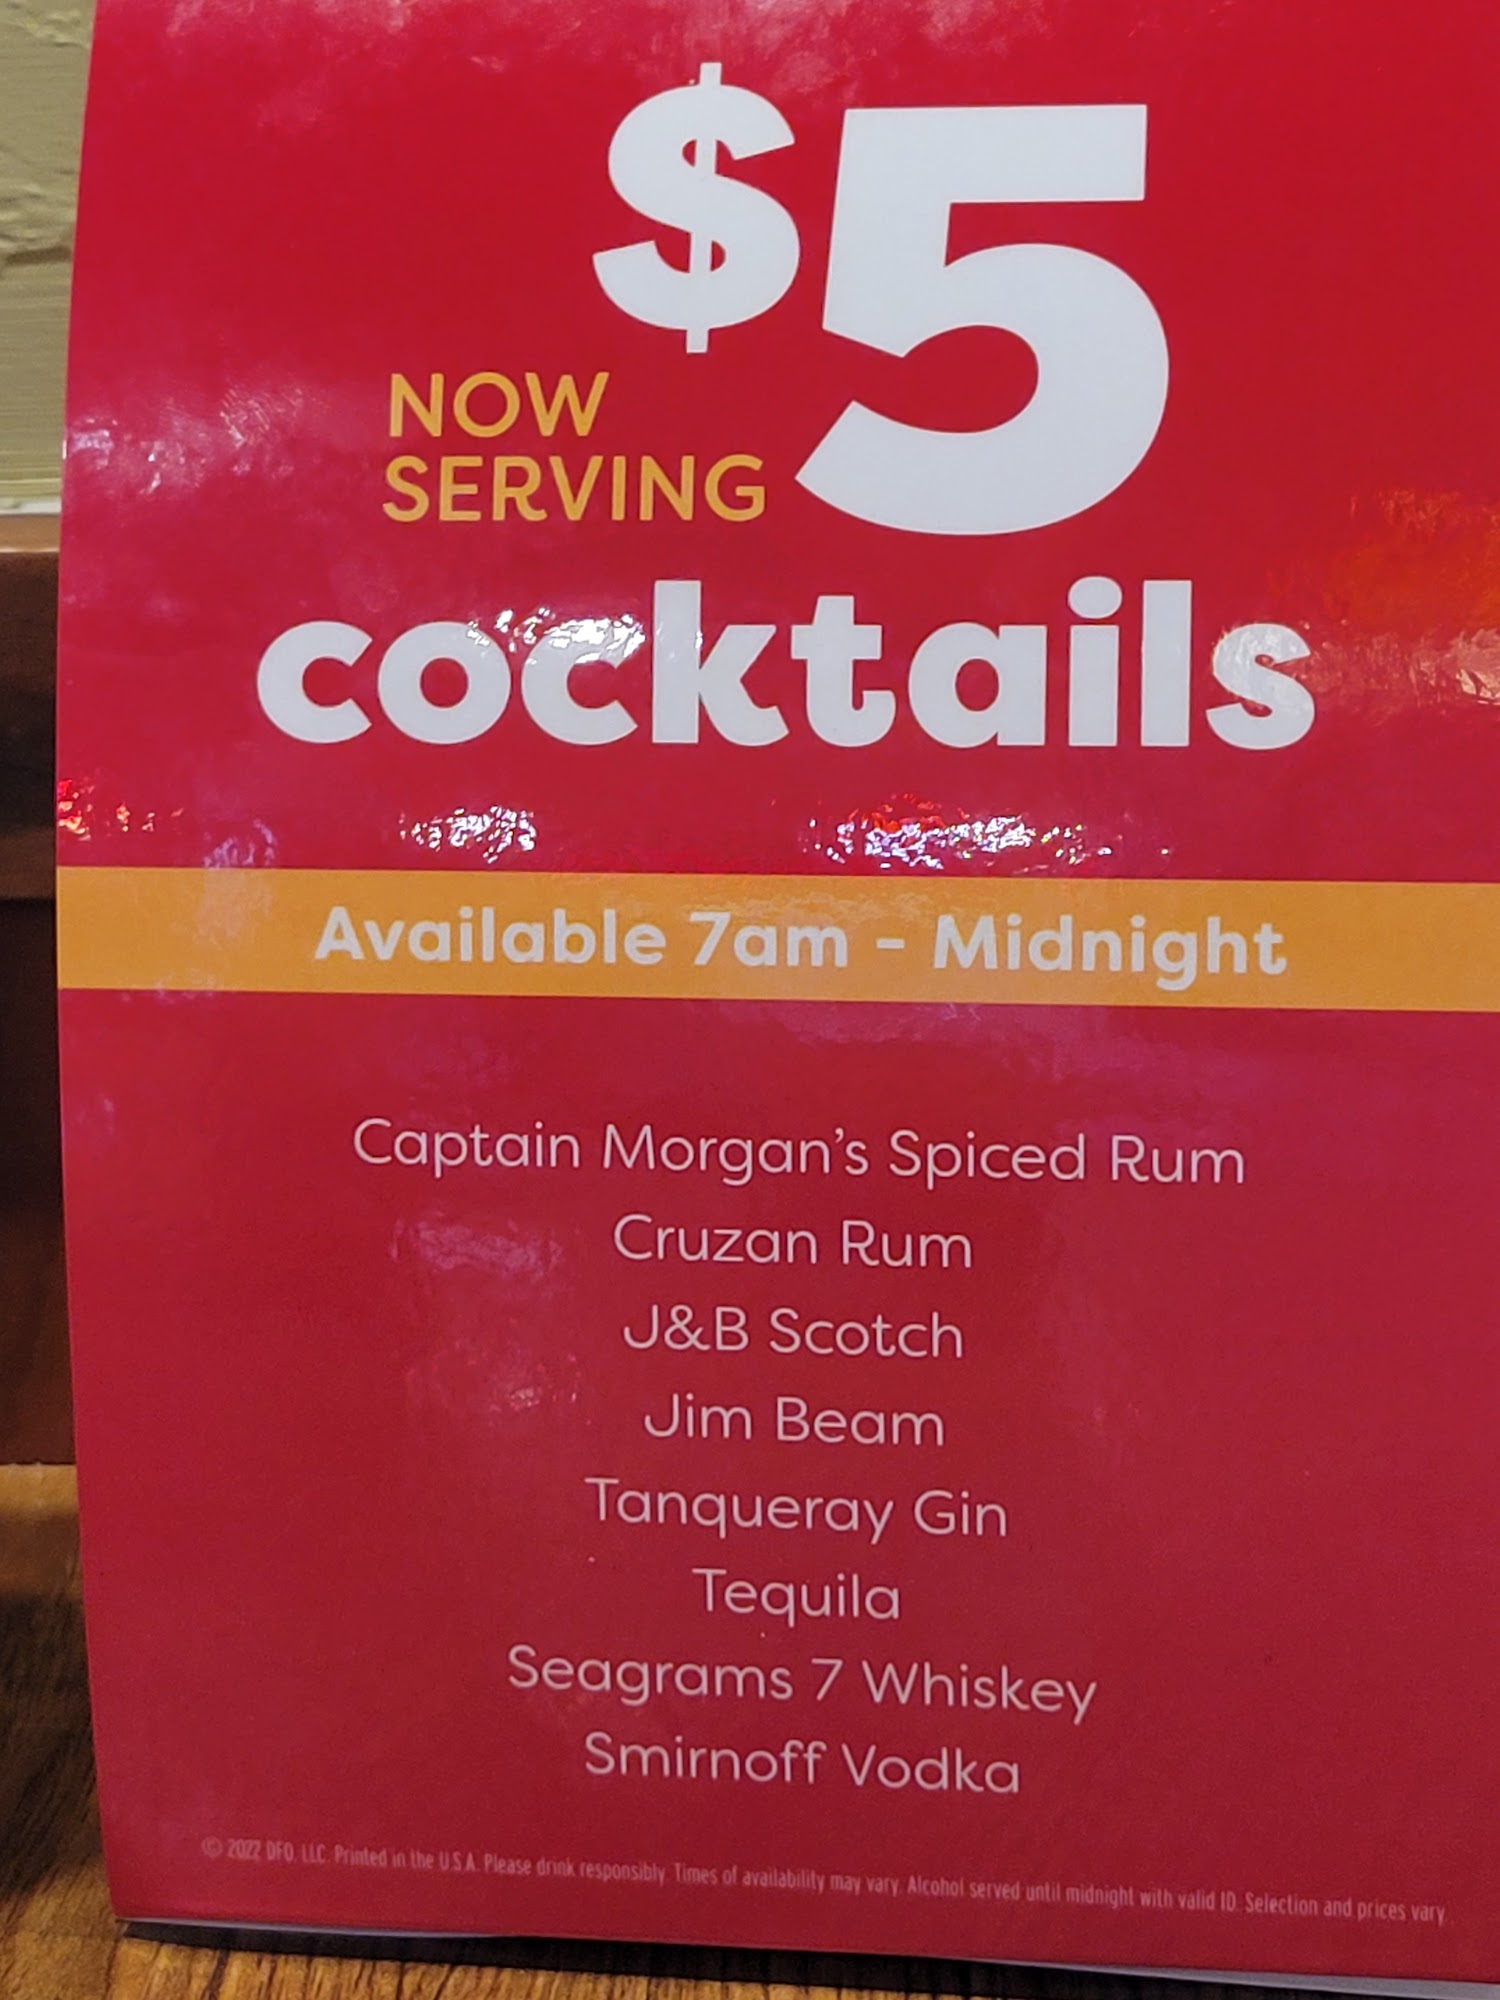 $5
NOW
SERVING
cocktails
Available 7am - Midnight
Captain Morgan's Spiced Rum
Cruzan Rum
J&B Scotch
Jim Beam
Tanqueray Gin
Tequila
Seagrams 7 Whiskey
Smirnoff Vodka
© 2022 DFO, LLC. Printed in the U.S.A. Please drink responsibly. Times of availability may vary. Alcohol served until midnight with valid ID. Selection and prices vary.